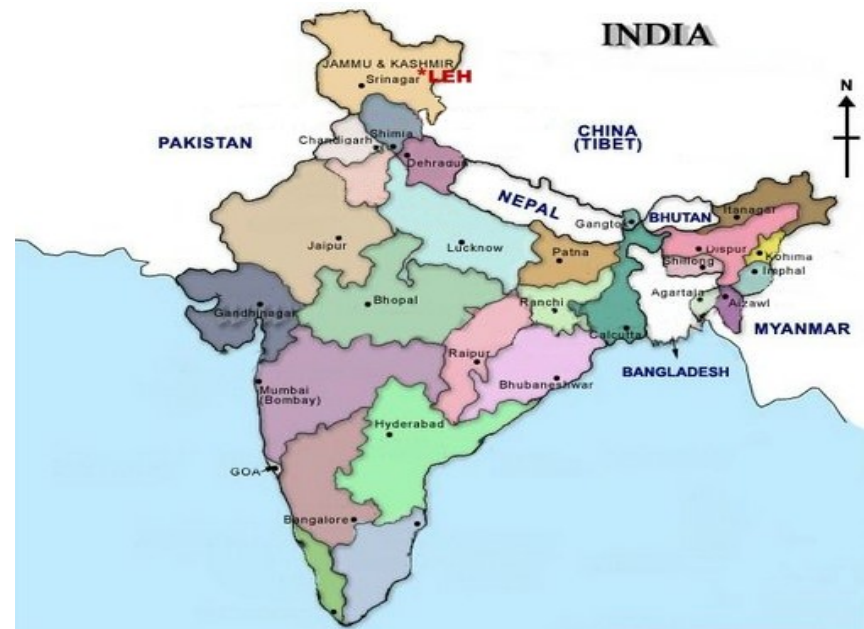 INDIA
JAMMU & KASHMIR
*LEH
Srinagar
N
CHINA
(TIBET)
PAKISTAN
Chandigarh
Shimla
Dehradun
NEPAL
Gangtok
BHUTAN
Itanagar
Jaipur
Lucknow
Patna
Dispur
Shillong
Kohima
Imphal
Gandhinagar
Bhopal
Ranchi
Agartala
Aizawl
Calcutta
MYANMAR
Raipur
BANGLADESH
Mumbai
(Bombay)
Bhubaneshwar
Hyderabad
GOA
Bangalore